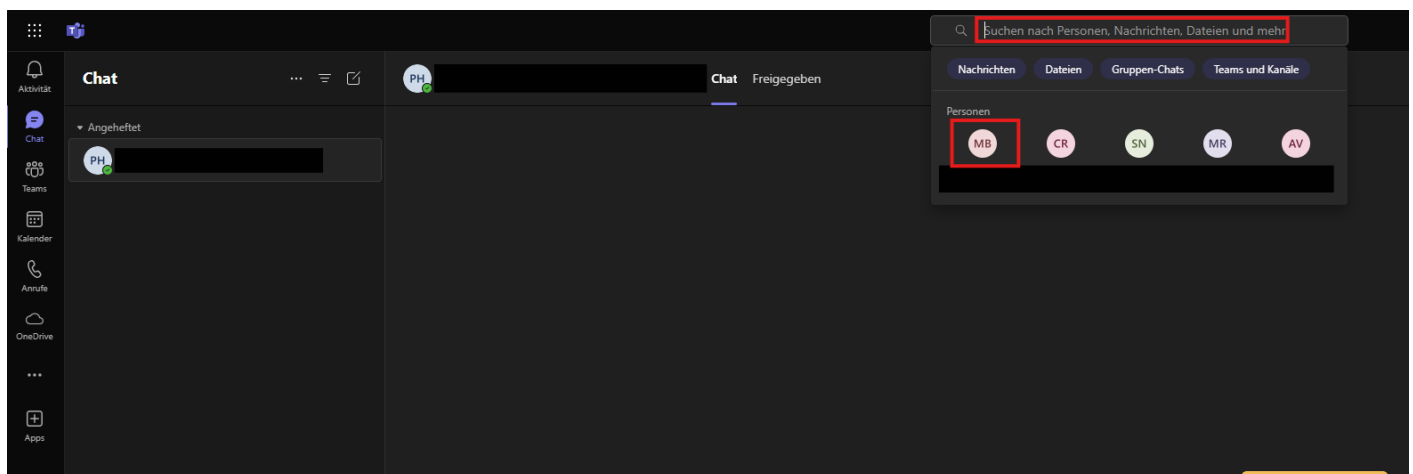 Suchen nach Personen, Nachrichten, Dateien und mehr
Aktivität
Chat
Teams
Kalender
Anrufe
OneDrive
Apps
Chat
Angeheftet
PH
PH
Chat Freigegeben
Nachrichten Dateien Gruppen-Chats Teams und Kanäle
Personen
MB CR SN MR AV